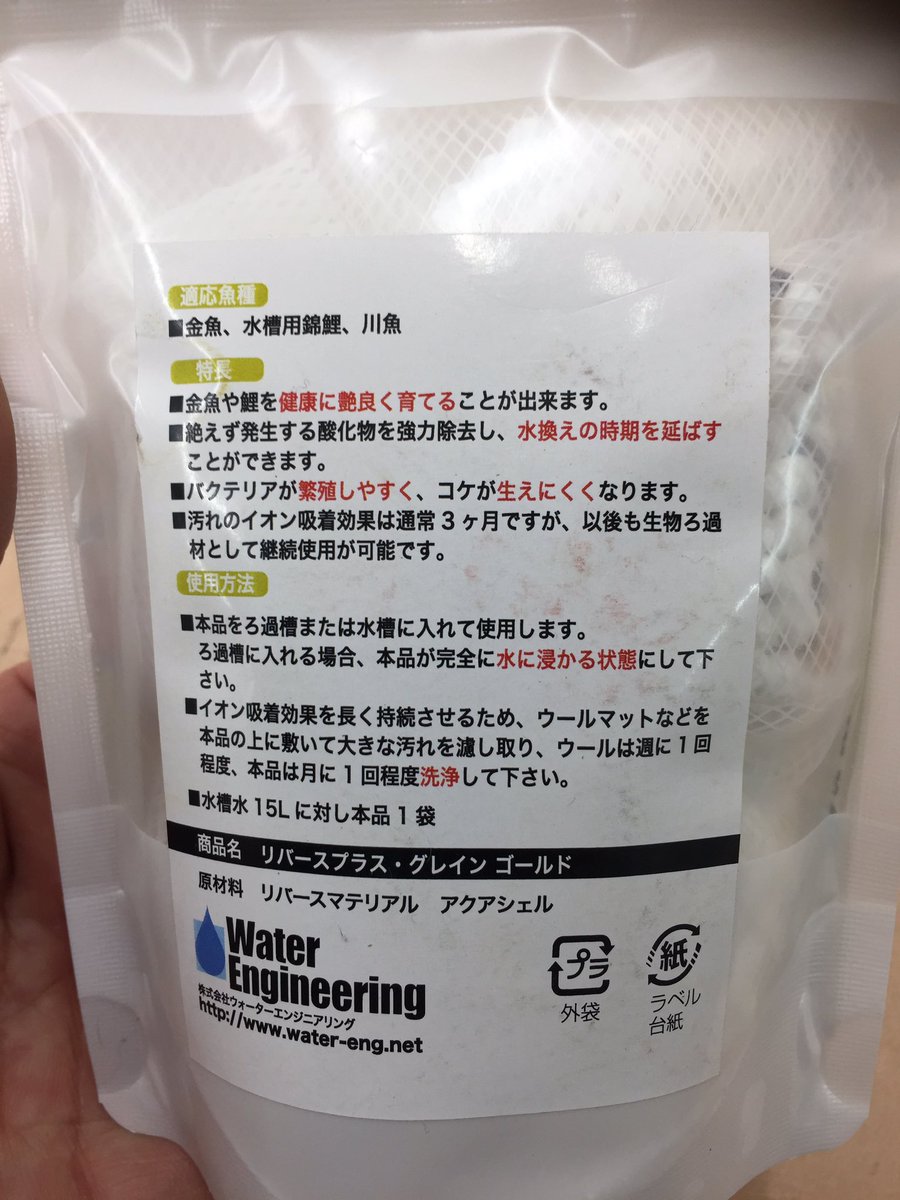 適応魚種
■金魚、水槽用錦鯉、川魚
特長
■金魚や鯉を健康に艶良く育てることが出来ます。
■絶えず発生する酸化物を強力除去し、水換えの時期を延ばす
ことができます。
■バクテリアが繁殖しやすく、コケが生えにくくなります。
■汚れのイオン吸着効果は通常3ヶ月ですが、以後も生物ろ過
材として継続使用が可能です。
使用方法
■本品をろ過槽または水槽に入れて使用します。
ろ過槽に入れる場合、本品が完全に水に浸かる状態にして下
さい。
■イオン吸着効果を長く持続させるため、ウールマットなどを
本品の上に敷いて大きな汚れを濾し取り、ウールは週に1回
程度、本品は月に1回程度洗浄して下さい。
■水槽水15Lに対し本品1袋
商品名 リバースプラス・グレイン ゴールド
原材料 リバースマテリアル アクアシェル
Water
Engineering
株式会社ウォーターエンジニアリング
http://www.water-eng.net
プラ
外袋
紙
ラベル
台紙